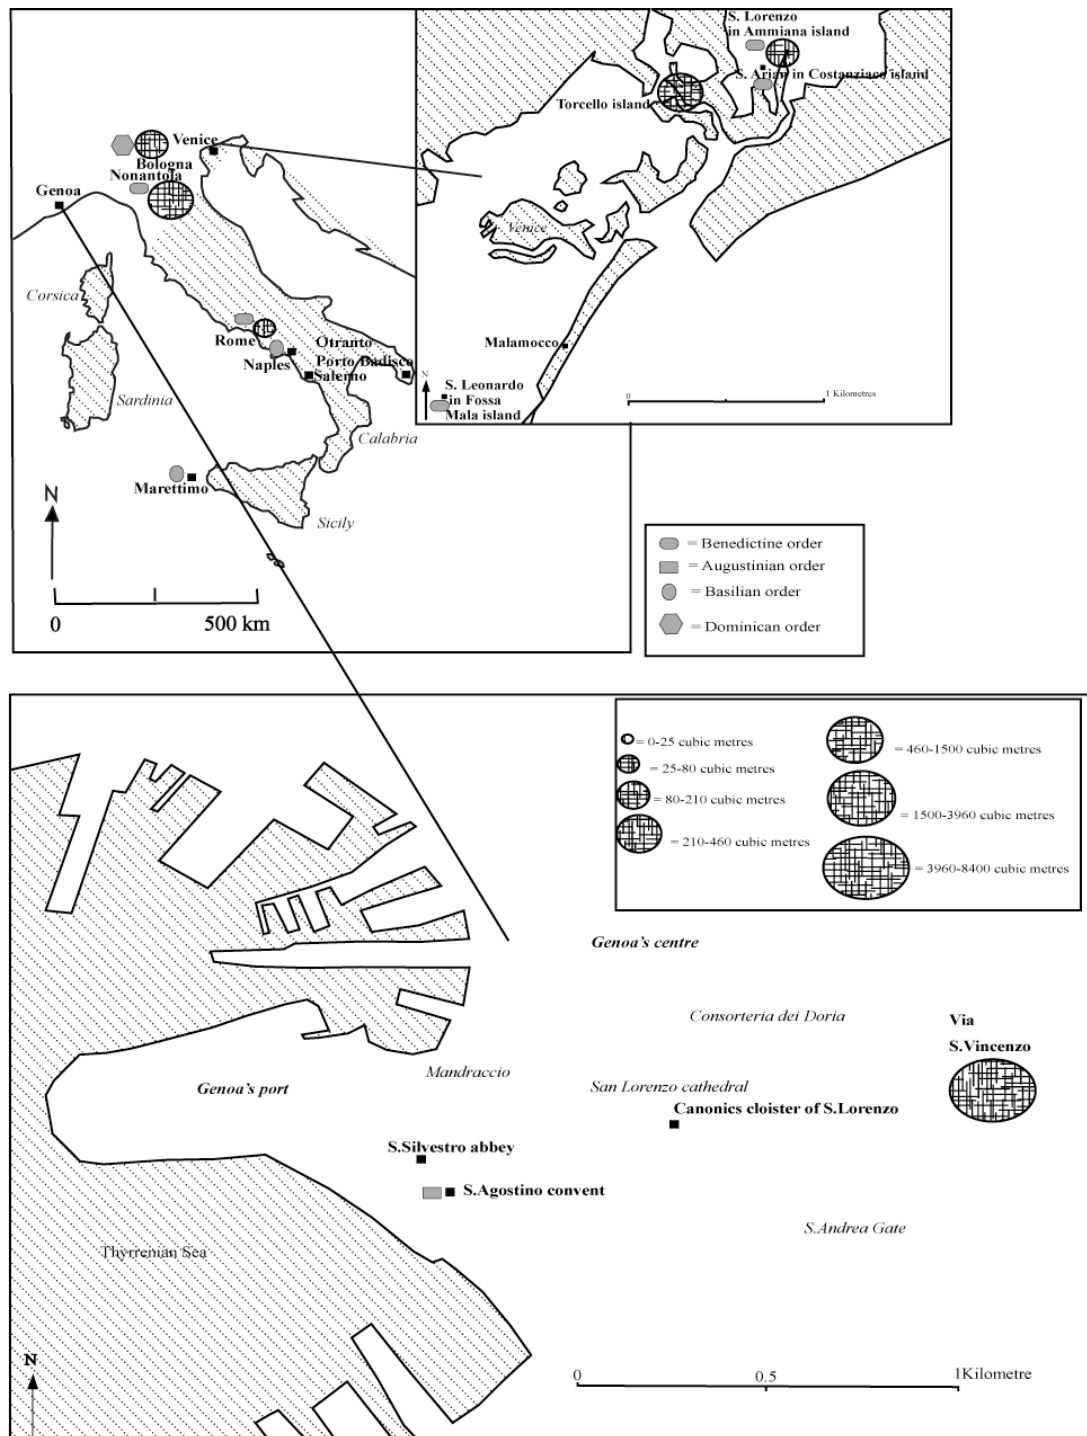 S. Lorenzo
in Ammiana island
S. Arian in Costanziaco island
Torcello island
Venice
Malamocco
N
S. Leonardo
in Fossa
Mala island
0
1 Kilometres
Venice
Bologna
Nonantola
Genoa
Corsica
Rome
Otranto
Naples
Porto Badisco
Salerno
Sardinia
Calabria
Marettimo
Sicily
N
0
500 km
= Benedictine order
= Augustinian order
= Basilian order
= Dominican order
= 0-25 cubic metres
= 25-80 cubic metres
= 80-210 cubic metres
= 210-460 cubic metres
= 460-1500 cubic metres
= 1500-3960 cubic metres
= 3960-8400 cubic metres
Genoa's centre
Consorteria dei Doria
Via
S.Vincenzo
Mandraccio
Genoa's port
San Lorenzo cathedral
Canonics cloister of S.Lorenzo
S.Silvestro abbey
S.Agostino convent
S.Andrea Gate
Thyrrenian Sea
N
0
0.5
1Kilometre